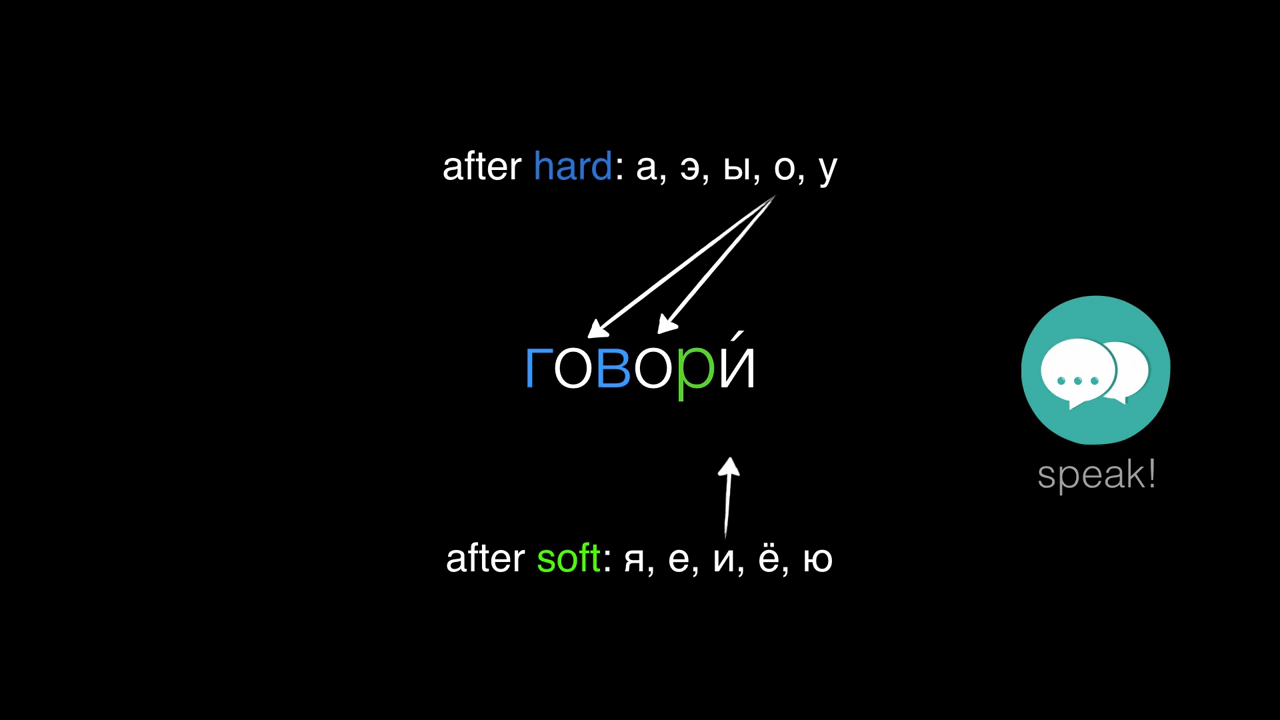 after hard: а, э, ы, о, у
говори́
speak!
after soft: я, е, и, ё, ю